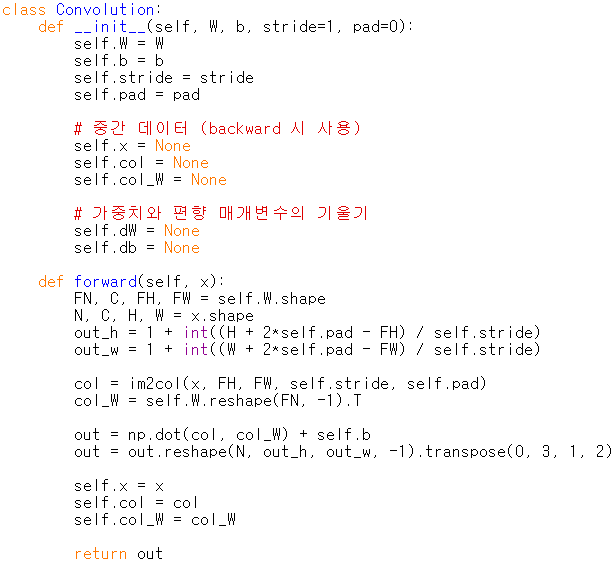 class Convolution:
    def __init__(self, W, b, stride=1, pad=0):
        self.W = W
        self.b = b
        self.stride = stride
        self.pad = pad

        # 중간 데이터 (backward 시 사용)
        self.x = None
        self.col = None
        self.col_W = None

        # 가중치와 편향 매개변수의 기울기
        self.dW = None
        self.db = None

    def forward(self, x):
        FN, C, FH, FW = self.W.shape
        N, C, H, W = x.shape
        out_h = 1 + int((H + 2*self.pad - FH) / self.stride)
        out_w = 1 + int((W + 2*self.pad - FW) / self.stride)

        col = im2col(x, FH, FW, self.stride, self.pad)
        col_W = self.W.reshape(FN, -1).T

        out = np.dot(col, col_W) + self.b
        out = out.reshape(N, out_h, out_w, -1).transpose(0, 3, 1, 2)

        self.x = x
        self.col = col
        self.col_W = col_W

        return out